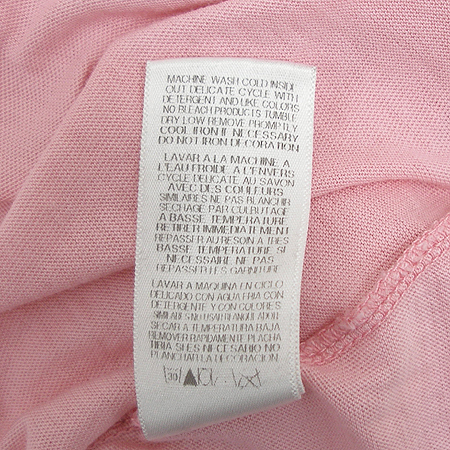 MACHINE WASH COLD INSIDE
OUT DELICATE CYCLE WITH
DETERGENT AND LIKE COLORS
NO BLEACH PRODUCTS TUMBLE
DRY LOW REMOVE PROMPTLY
COOL IRON IF NECESSARY
DO NOT IRON DECORATION
LAVAR A LA MACHINE A
L'EAU FROIDE A L'ENVERS
CYCLE DELICATE AU SAVON
AVEC DES COULEURS
SIMILAIRES NE PAS BLANCHIR
SECHAGE PAR CULBUTAGE
A BASSE TEMPERATURE
RETIRER IMMEDIATEMENT
REPASSER AU RESOIN A TRES
BASSE TEMPERATURE SI
NECESSAIRE NE PAS
REPASSER LES GARNITURE
LAVAR A MAQUINA EN CICLO
DELICADO CON AGUA FRIA CON
DETERGENTE Y CON COLORES
SIMILARES NO USAR BLANQUEADOR
SECAR A TEMPERATURA BAJA
REMOVER RAPIDAMENTE PLACHA
TIBIA SI ES NECESARIO NO
PLANCHAR LA DECORACION
30